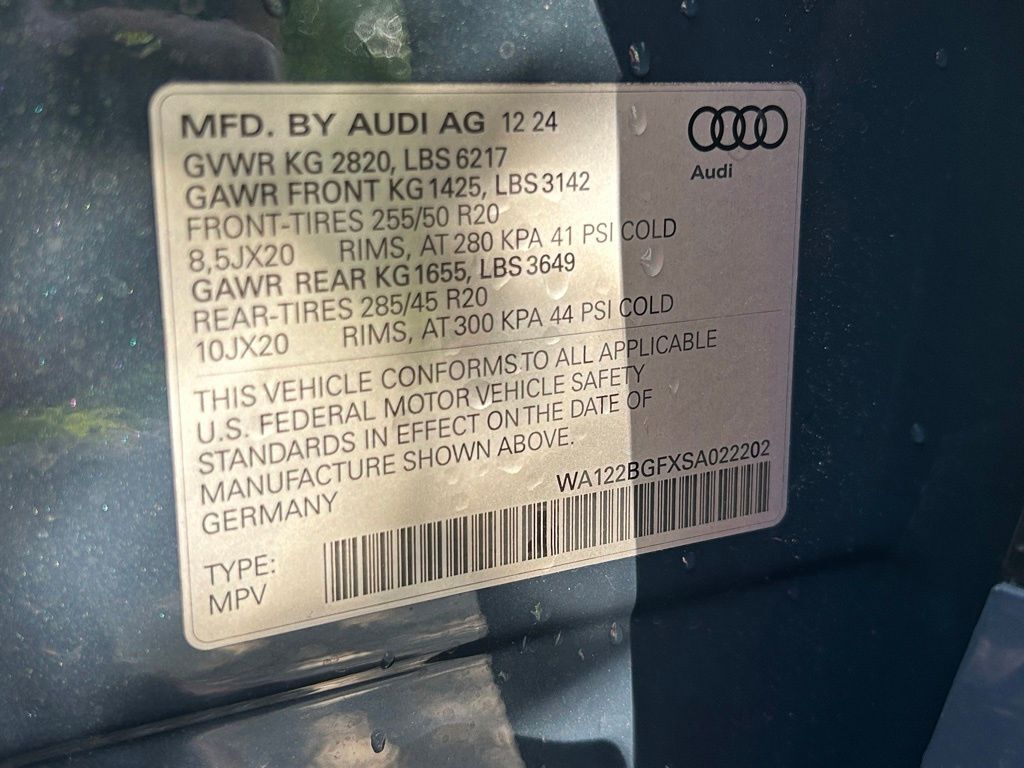 MFD. BY AUDI AG 12 24
Audi
GVWR KG 2820, LBS 6217
GAWR FRONT KG 1425, LBS 3142
FRONT-TIRES 255/50 R20
8,5JX20 RIMS, AT 280 KPA 41 PSI COLD
GAWR REAR KG 1655, LBS 3649
REAR-TIRES 285/45 R20
10JX20 RIMS, AT 300 KPA 44 PSI COLD
THIS VEHICLE CONFORMS TO ALL APPLICABLE
U.S. FEDERAL MOTOR VEHICLE SAFETY
STANDARDS IN EFFECT ON THE DATE OF
MANUFACTURE SHOWN ABOVE.
GERMANY
WA122BGFXSA022202
TYPE:
MPV